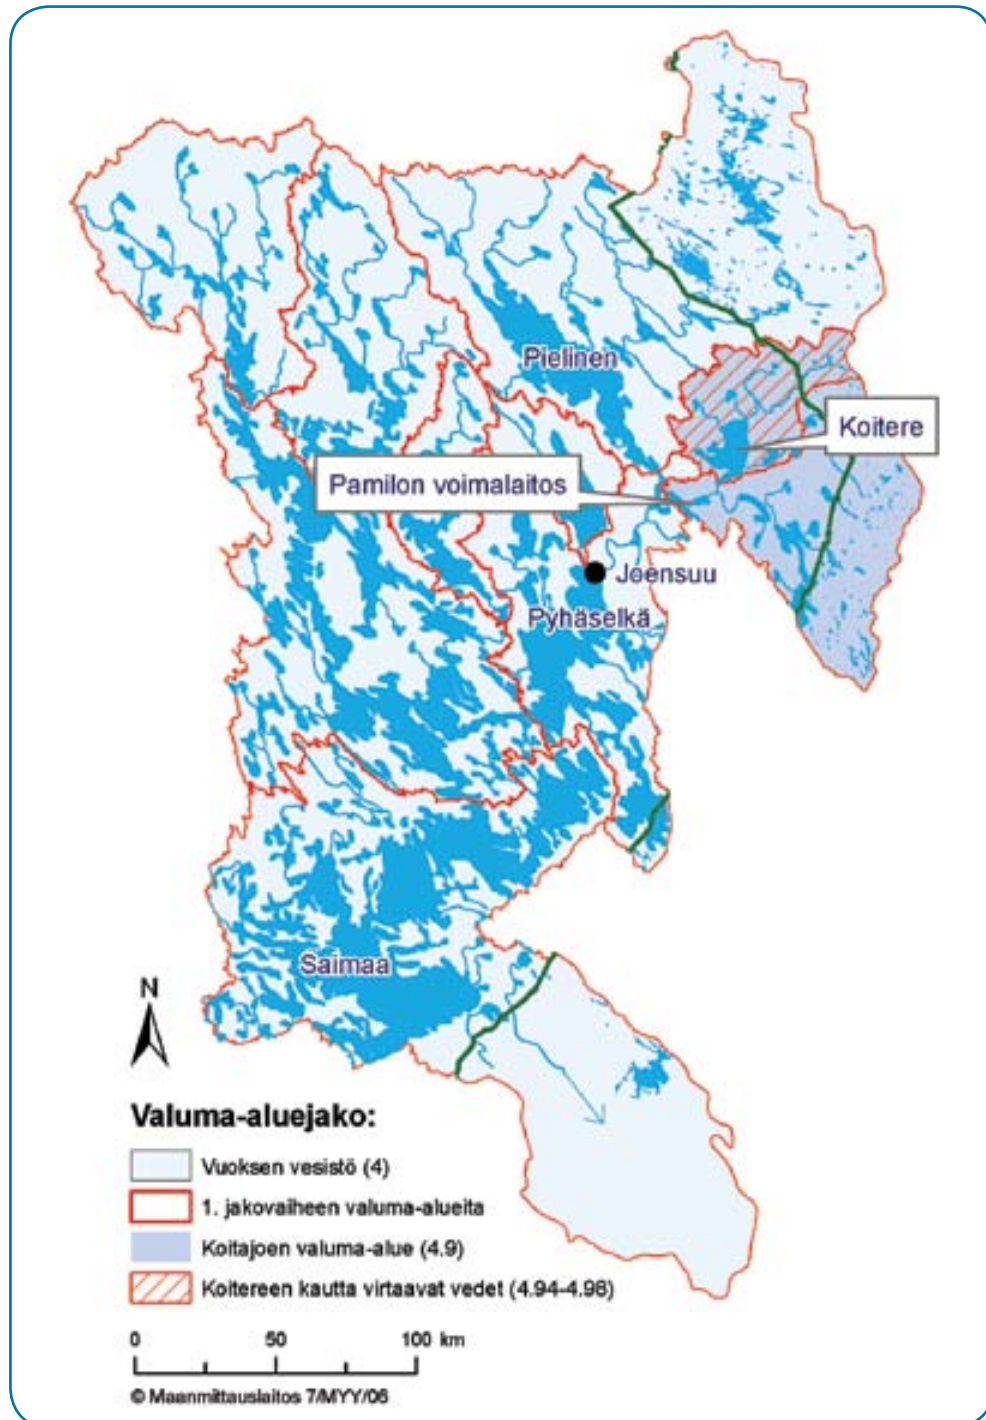 Pielinen
Koitere
Pamilon voimalaitos
Joensuu
Pyhäselkä
Saimaa
N
Valuma-aluejako:
Vuoksen vesistö (4)
1. jakovaiheen valuma-alueita
Koitajoen valuma-alue (4.9)
Koitereen kautta virtaavat vedet (4.94-4.98)
0 50 100 km
© Maanmittauslaitos 7/MYY/06